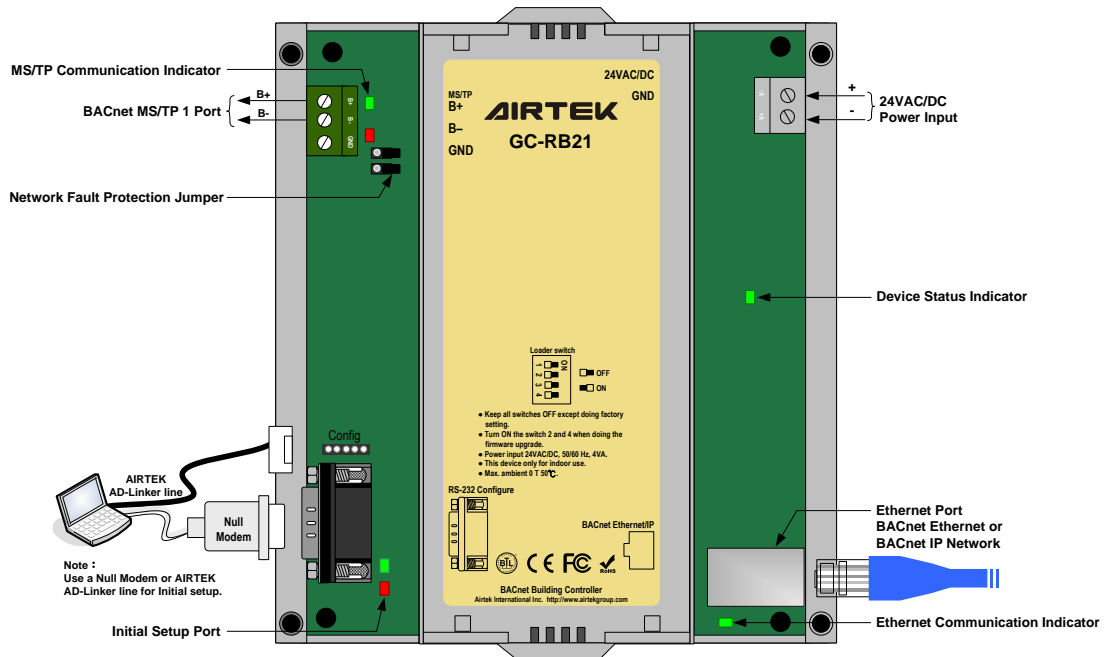 MS/TP Communication Indicator
BACnet MS/TP 1 Port
B+
B-
Network Fault Protection Jumper
B+
B-
GND
24VAC/DC
GND
MS/TP
B+
B–
GND
AIRTEK
GC-RB21
V-
V+
+
-
24VAC/DC
Power Input
Device Status Indicator
Loader switch
1
2
3
4
ON
OFF
ON
● Keep all switches OFF except doing factory
setting.
● Turn ON the switch 2 and 4 when doing the
firmware upgrade.
● Power input 24VAC/DC, 50/60 Hz, 4VA.
● This device only for indoor use.
● Max. ambient 0 T 50℃.
RS-232 Configure
BACnet Ethernet/IP
BTL
CE FC RoHS
BACnet Building Controller
Airtek International Inc. http://www.airtekgroup.com
Config
AIRTEK
AD-Linker line
Null
Modem
Note：
Use a Null Modem or AIRTEK
AD-Linker line for Initial setup.
Initial Setup Port
Ethernet Port
BACnet Ethernet or
BACnet IP Network
Ethernet Communication Indicator